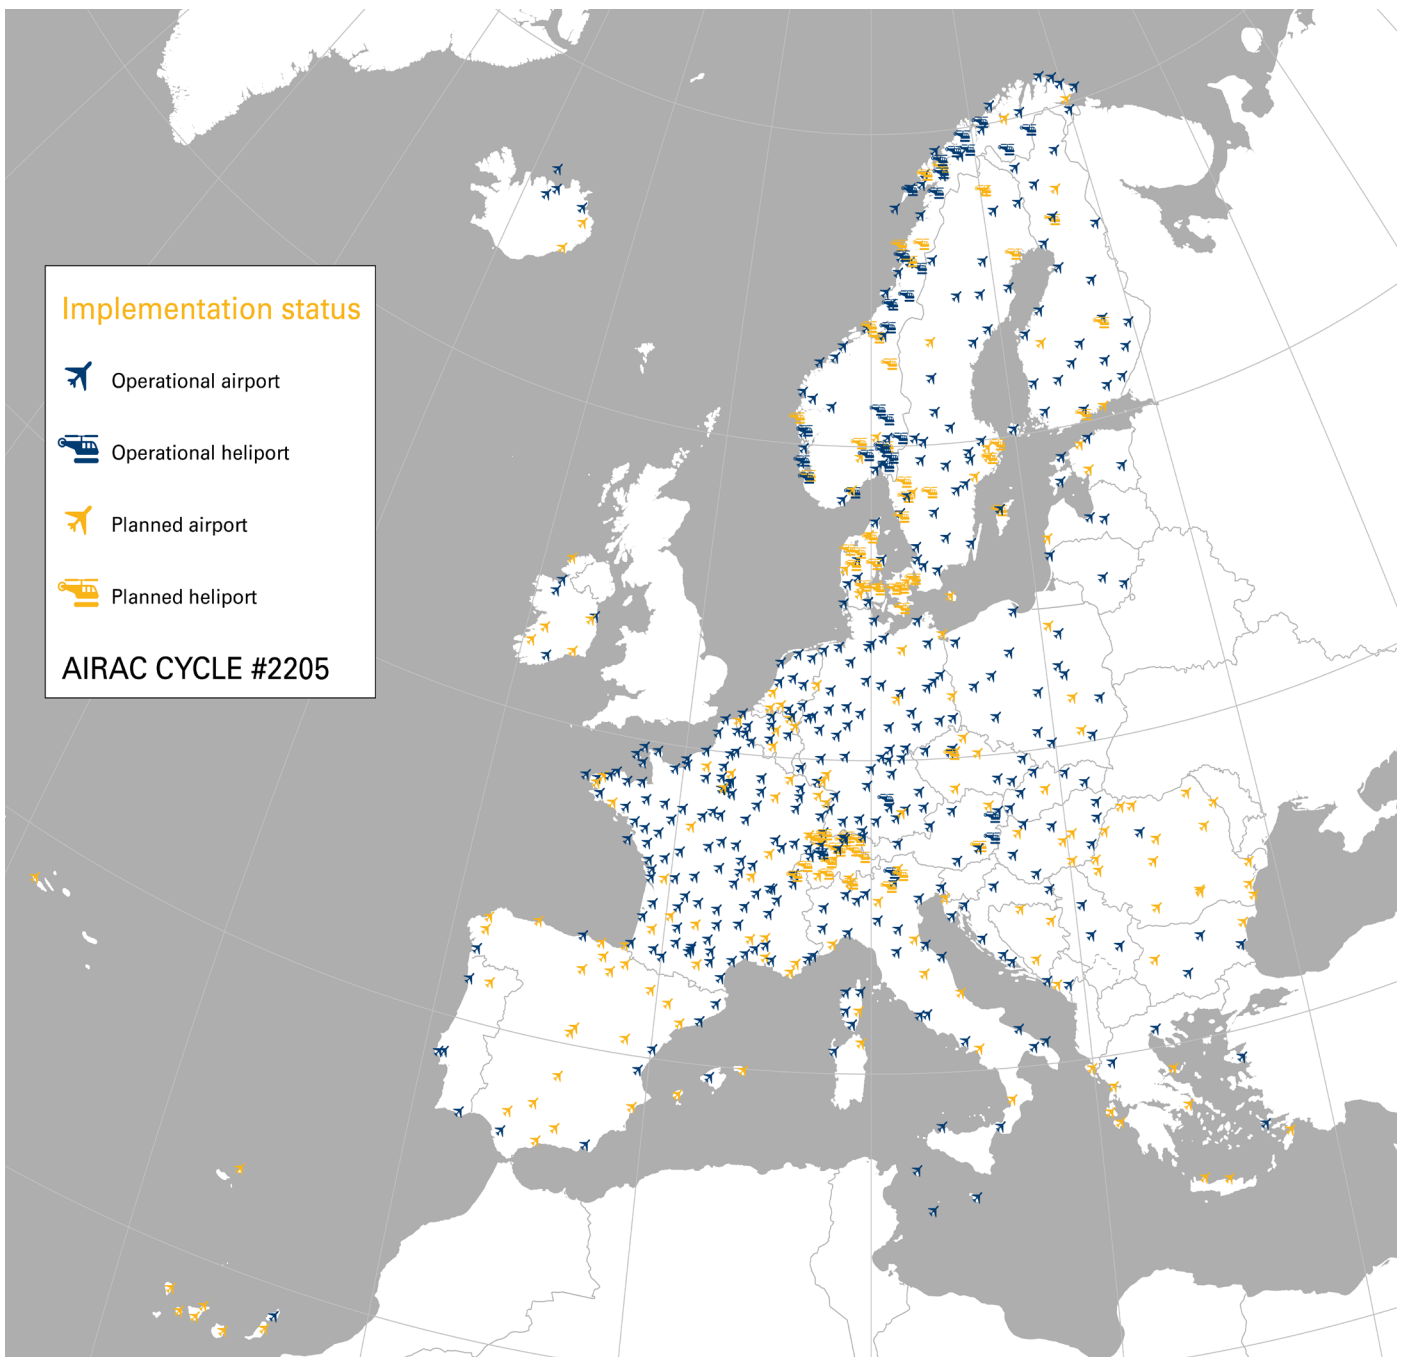 Implementation status
Operational airport
Operational heliport
Planned airport
Planned heliport
AIRAC CYCLE #2205